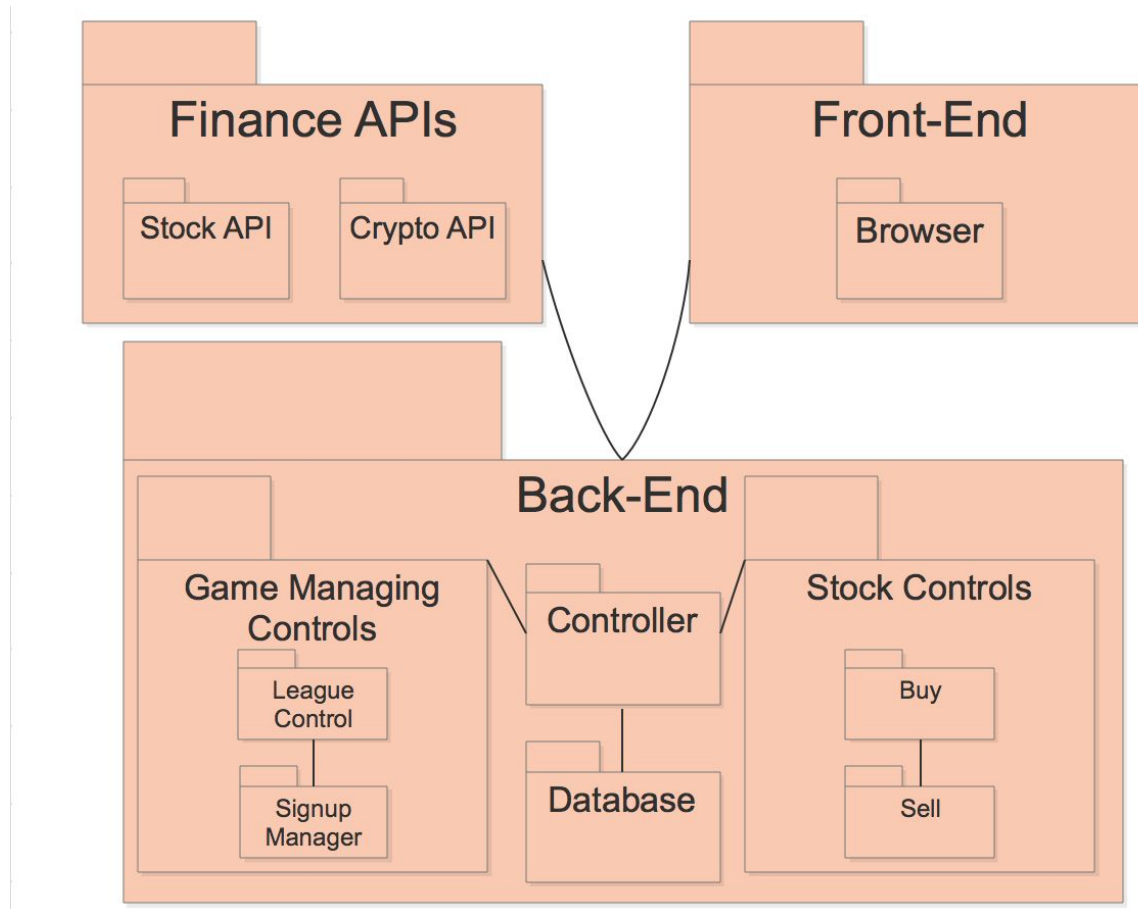 Finance APIs
Stock API
Crypto API
Front-End
Browser
Back-End
Game Managing
Controls
League
Control
Signup
Manager
Controller
Database
Stock Controls
Buy
Sell